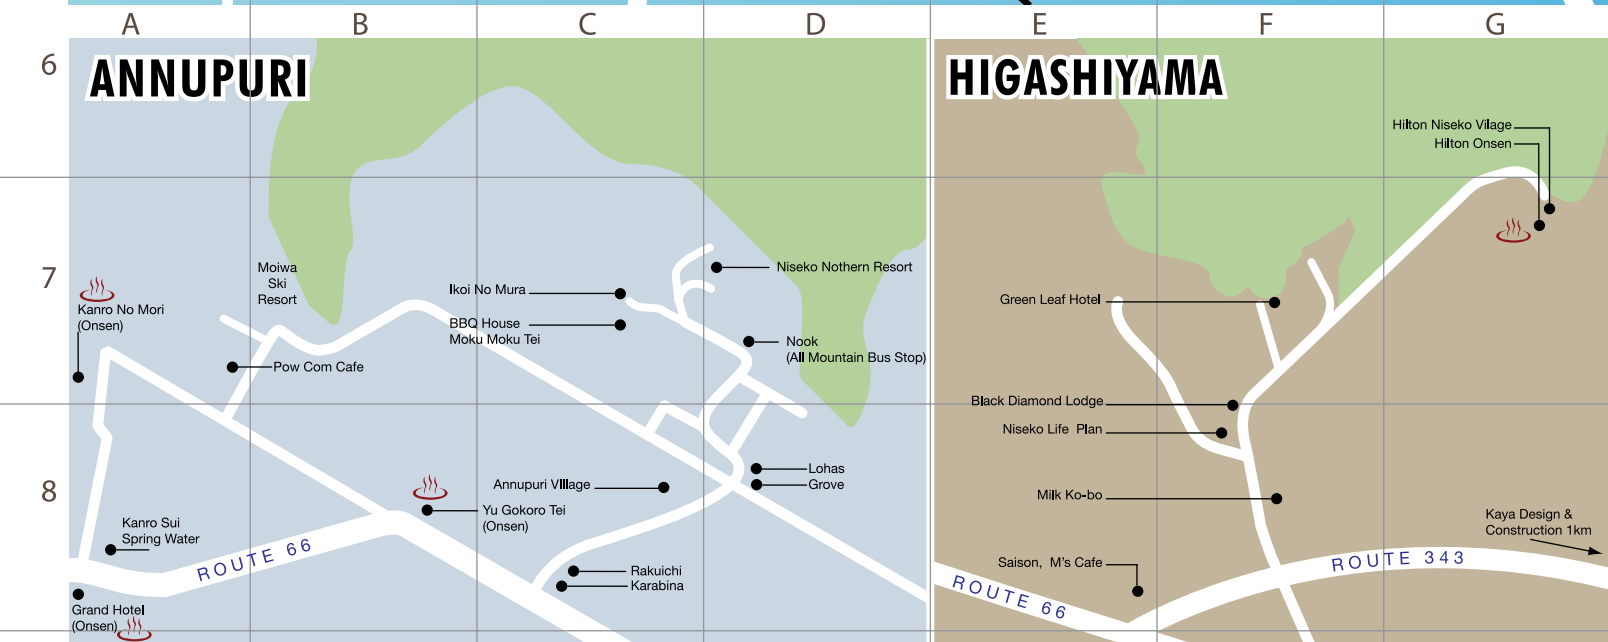 A B C D E F G
6
ANNUPURI
HIGASHIYAMA
Hilton Niseko Vilage
Hilton Onsen
7
Moiwa
Ski
Resort
Kanro No Mori
(Onsen)
Pow Com Cafe
Ikoi No Mura
BBQ House
Moku Moku Tei
Niseko Nothern Resort
Nook
(All Mountain Bus Stop)
Green Leaf Hotel
Black Diamond Lodge
Niseko Life Plan
8
Annupuri VIllage
Lohas
Grove
Yu Gokoro Tei
(Onsen)
Kanro Sui
Spring Water
ROUTE 66
Rakuichi
Karabina
Grand Hotel
(Onsen)
Milk Ko-bo
Kaya Design &
Construction 1km
Saison, M's Cafe
ROUTE 343
ROUTE 66